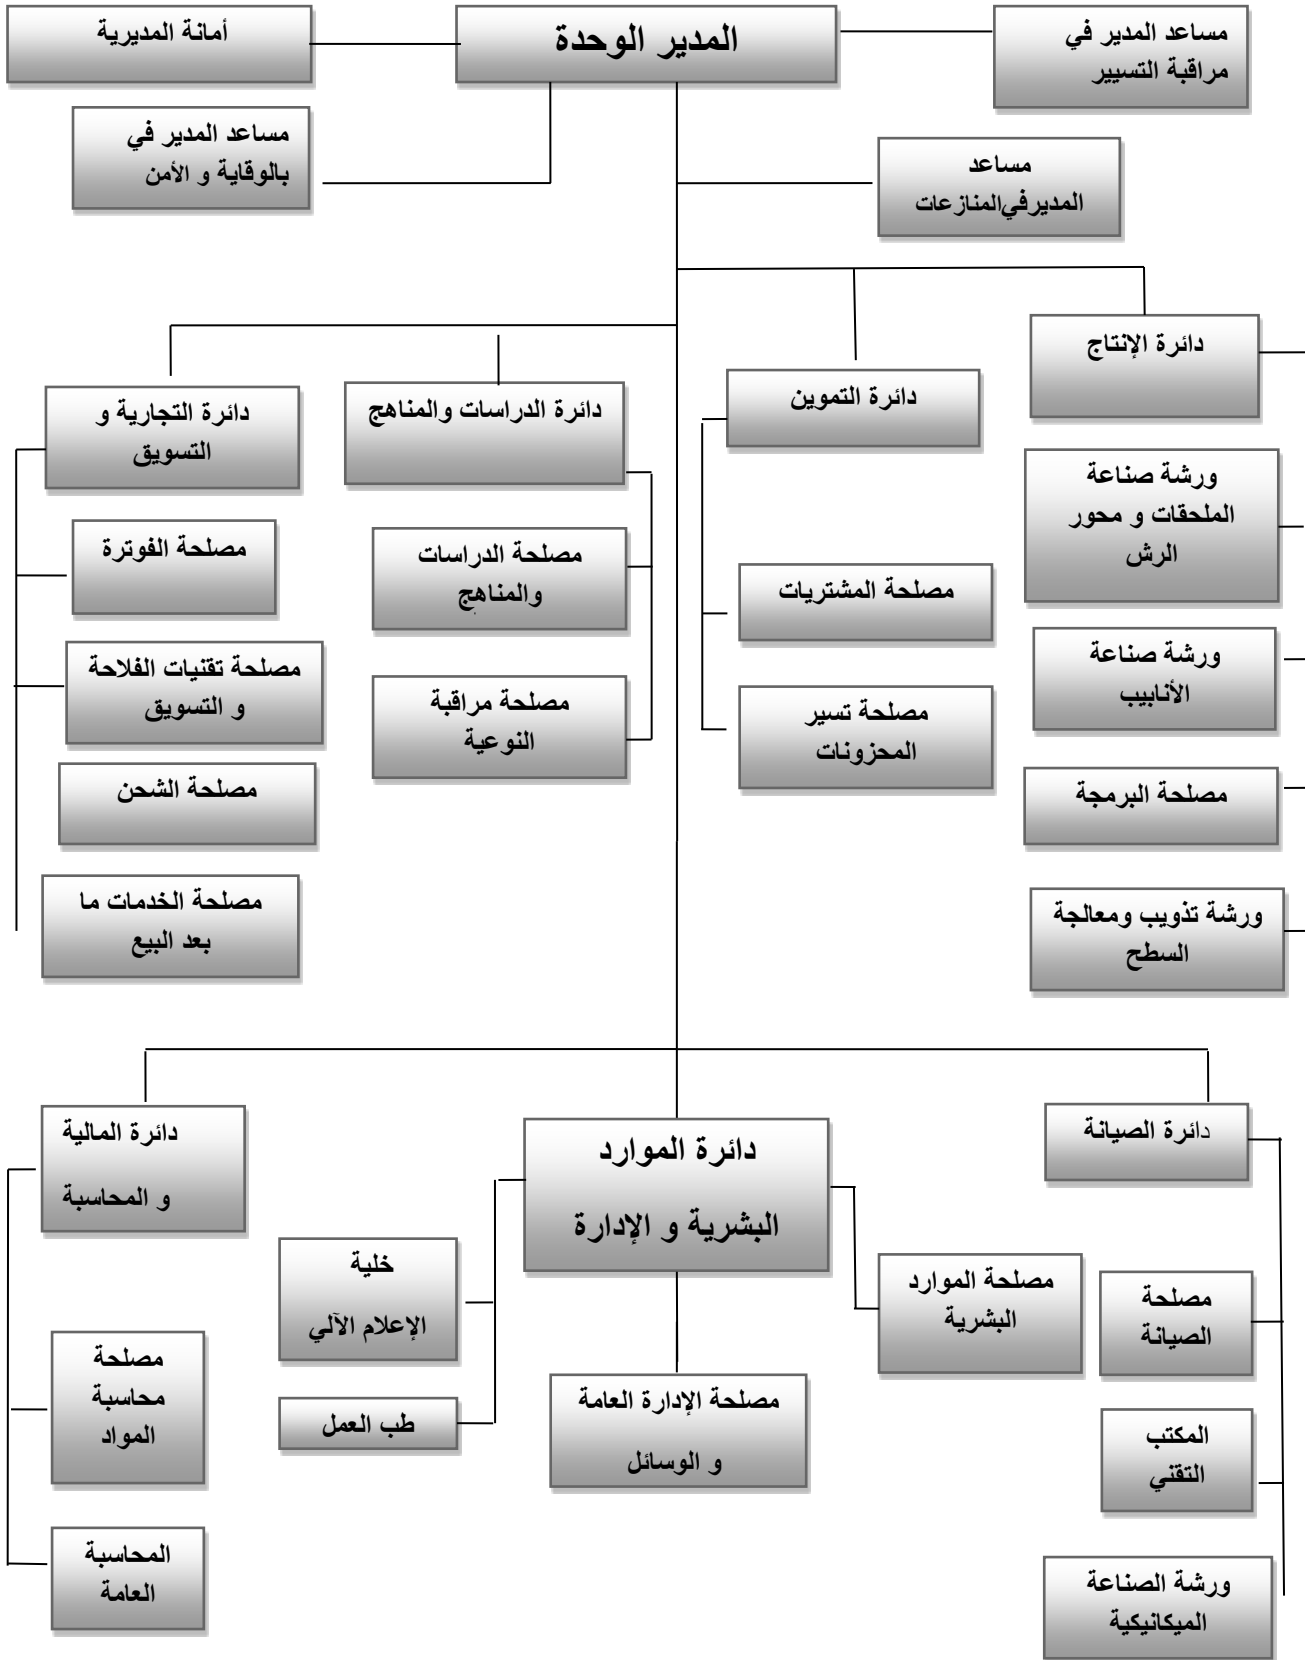 مساعد المدير في
مراقبة التسيير
المدير الوحدة
أمانة المديرية
مساعد المدير في
بالوقاية و الأمن
مساعد
المديرفيالمنازعات
دائرة الإنتاج
دائرة التموين
دائرة الدراسات والمناهج
دائرة التجارية و
التسويق
ورشة صناعة
الملحقات و محور
الرش
ورشة صناعة
الأنابيب
مصلحة البرمجة
ورشة تذويب ومعالجة
السطح
مصلحة المشتريات
مصلحة تسير
المحزونات
مصلحة الدراسات
والمناهج
مصلحة مراقبة
النوعية
مصلحة الفوترة
مصلحة تقنيات الفلاحة
و التسويق
مصلحة الشحن
مصلحة الخدمات ما
بعد البيع
دائرة الصيانة
دائرة الموارد
البشرية و الإدارة
دائرة المالية
و المحاسبة
مصلحة
الصيانة
المكتب
التقني
ورشة الصناعة
الميكانيكية
مصلحة الموارد
البشرية
مصلحة الإدارة العامة
و الوسائل
خلية
الإعلام الآلي
طب العمل
مصلحة
محاسبة
المواد
المحاسبة
العامة